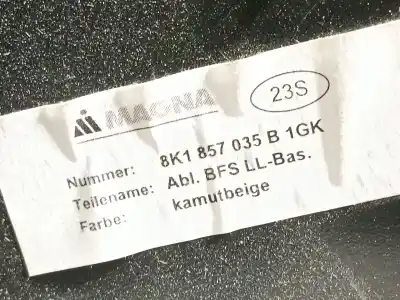 MAGNA
23S
Nummer: 8K1 857 035 B 1GK
Teilename: Abl. BFS LL-Bas.
Farbe: kamutbeige